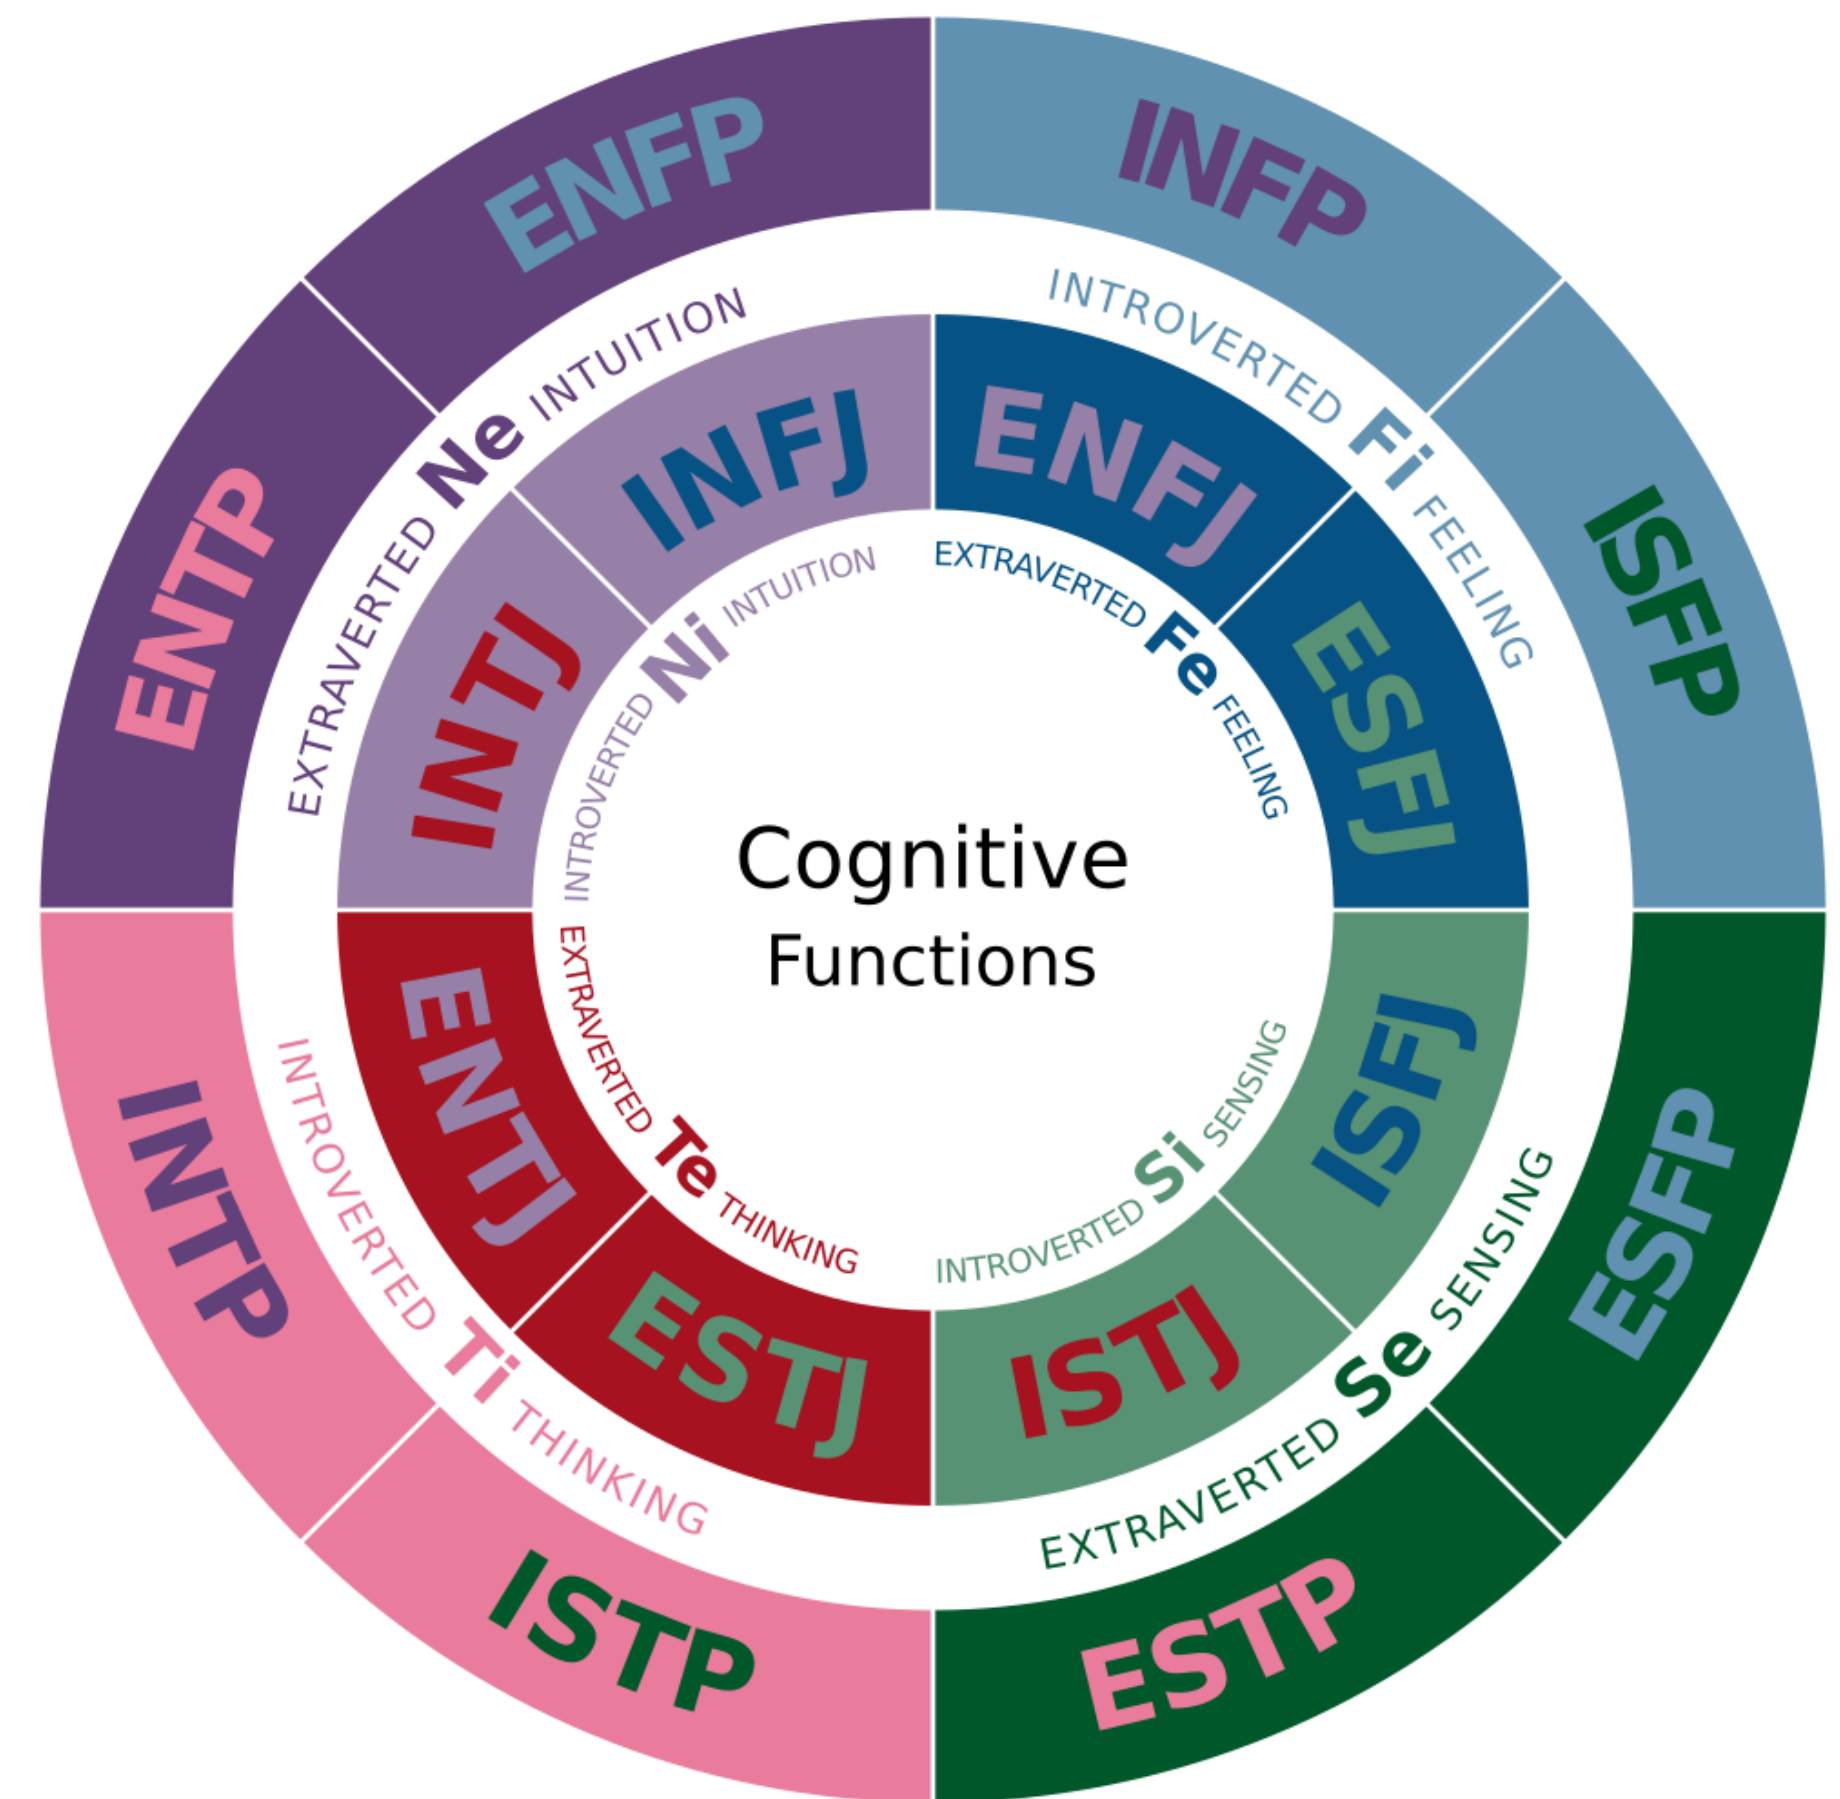 ENFP
INFP
ISFP
ESFP
ESTP
ISTP
INTP
ENTP
EXTRAVERTED Ne INTUITION
INTROVERTED Fi FEELING
EXTRAVERTED Se SENSING
INTROVERTED Ti THINKING
INFJ
ENFJ
ESFJ
ISFJ
ISTJ
ESTJ
ENTJ
INTJ
INTROVERTED Ni INTUITION
EXTRAVERTED Fe FEELING
INTROVERTED Si SENSING
EXTRAVERTED Te THINKING
Cognitive
Functions